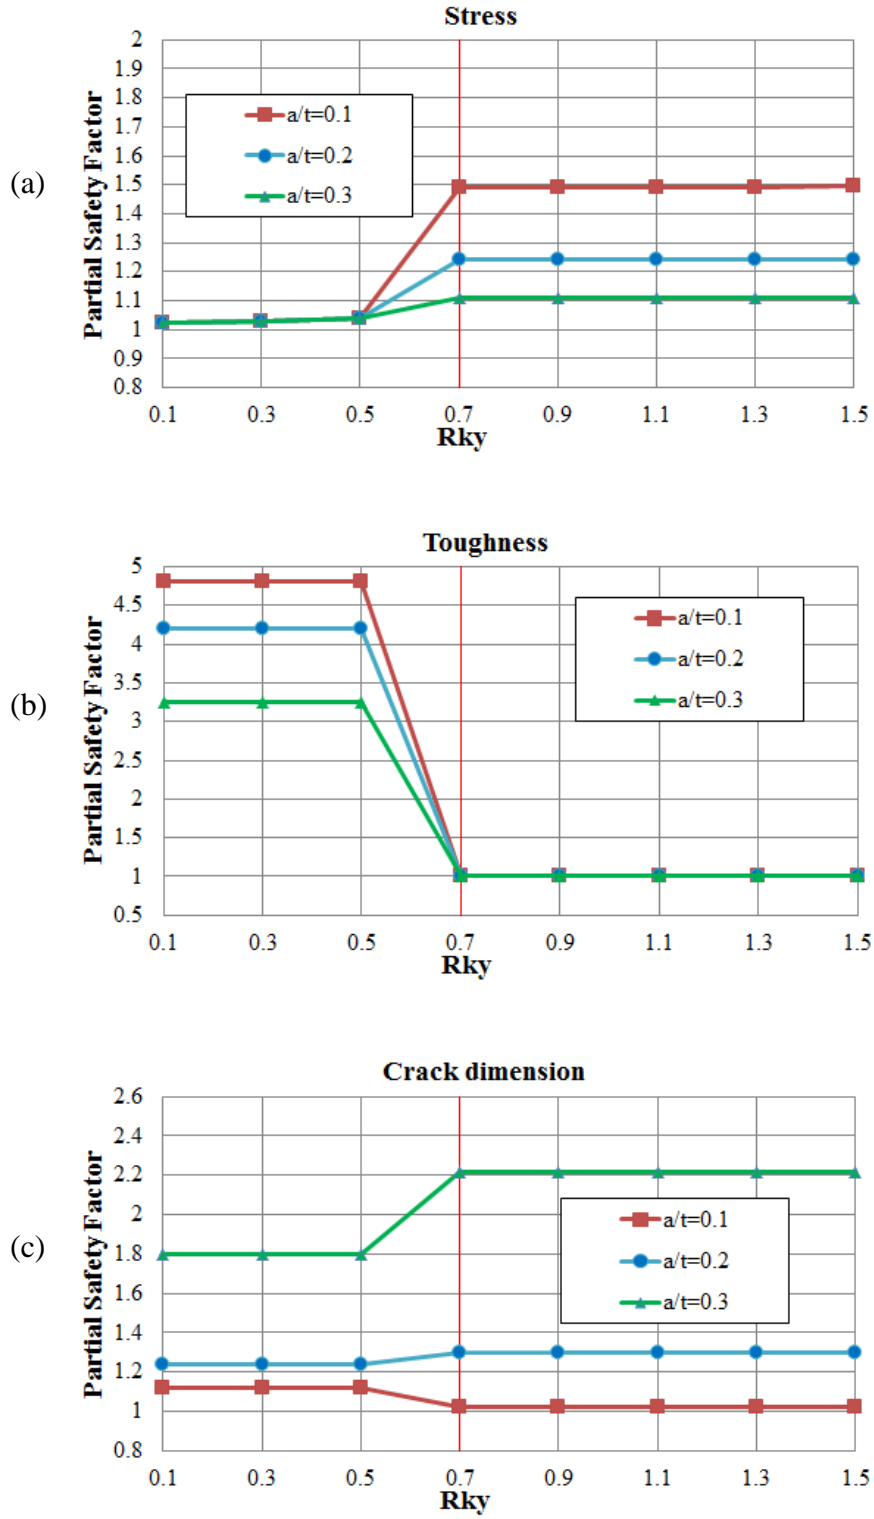 Stress
(a)
Partial Safety Factor
2
1.9
1.8
1.7
1.6
1.5
1.4
1.3
1.2
1.1
1
0.9
0.8
a/t=0.1
a/t=0.2
a/t=0.3
0.1 0.3 0.5 0.7 0.9 1.1 1.3 1.5
Rky
Toughness
(b)
Partial Safety Factor
5
4.5
4
3.5
3
2.5
2
1.5
1
0.5
a/t=0.1
a/t=0.2
a/t=0.3
0.1 0.3 0.5 0.7 0.9 1.1 1.3 1.5
Rky
Crack dimension
(c)
Partial Safety Factor
2.6
2.4
2.2
2
1.8
1.6
1.4
1.2
1
0.8
a/t=0.1
a/t=0.2
a/t=0.3
0.1 0.3 0.5 0.7 0.9 1.1 1.3 1.5
Rky